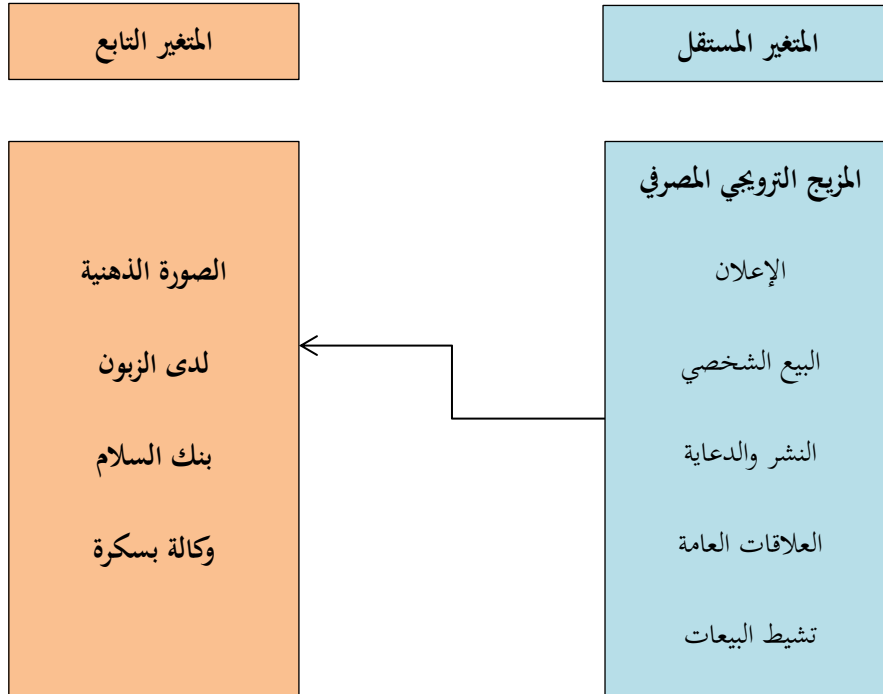 المتغير المستقل
المتغير التابع
المزيج الترويجي المصرفي
الإعلان
البيع الشخصي
النشر والدعاية
العلاقات العامة
تشيط البيعات
الصورة الذهنية
لدى الزبون
بنك السلام
وكالة بسكرة